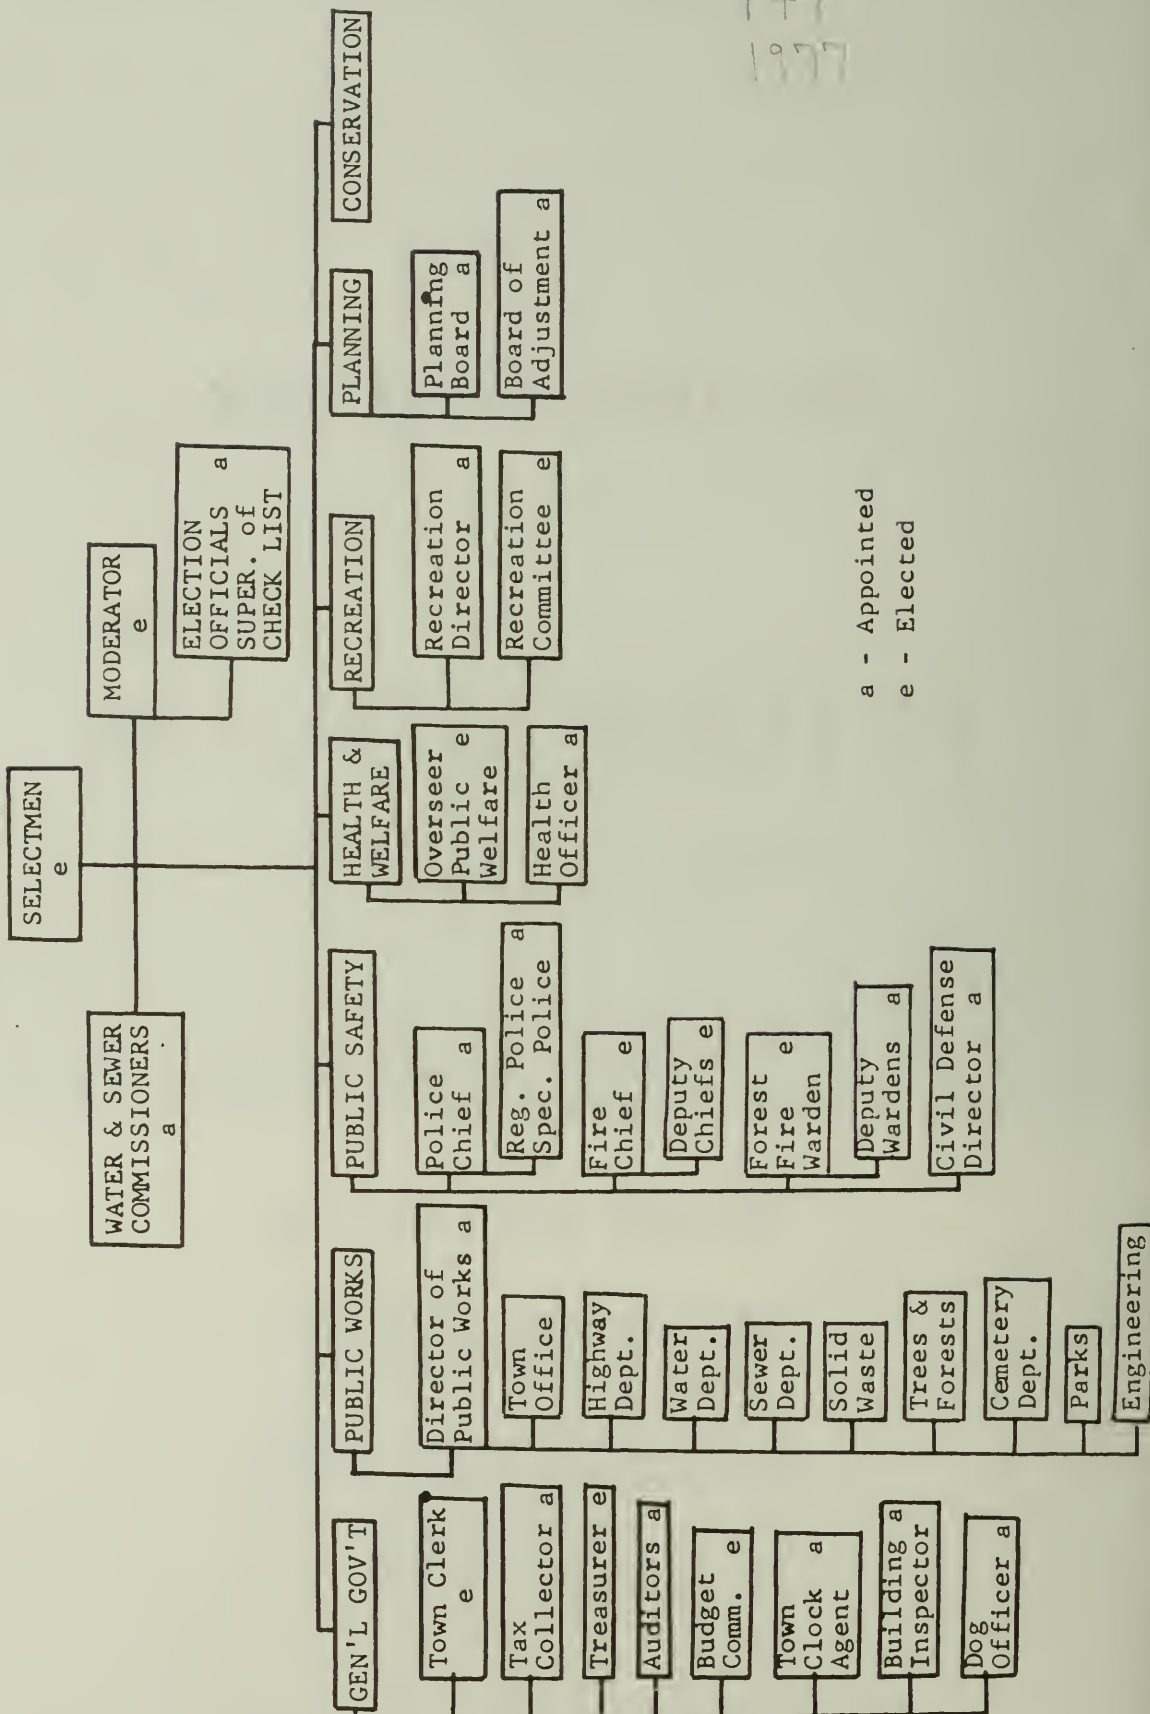 SELECTMEN
e
WATER & SEWER
COMMISSIONERS
a
MODERATOR
e
ELECTION
OFFICIALS a
SUPER. of
CHECK LIST
GEN'L GOV'T
Town Clerk
e
Tax
Collector a
Treasurer e
Auditors a
Budget e
Comm.
Town
Clock a
Agent
Building a
Inspector
Dog
Officer a
PUBLIC WORKS
Director of
Public Works a
Town
Office
Highway
Dept.
Water
Dept.
Sewer
Dept.
Solid
Waste
Trees &
Forests
Cemetery
Dept.
Parks
Engineering
PUBLIC SAFETY
Police
Chief a
Reg. Police a
Spec. Police
Fire
Chief e
Deputy
Chiefs e
Forest
Fire e
Warden
Deputy
Wardens a
Civil Defense
Director a
HEALTH &
WELFARE
Overseer
Public e
Welfare
Health
Officer a
RECREATION
Recreation
Director a
Recreation
Committee e
PLANNING
Planning
Board a
Board of
Adjustment a
CONSERVATION
a - Appointed
e - Elected
1977